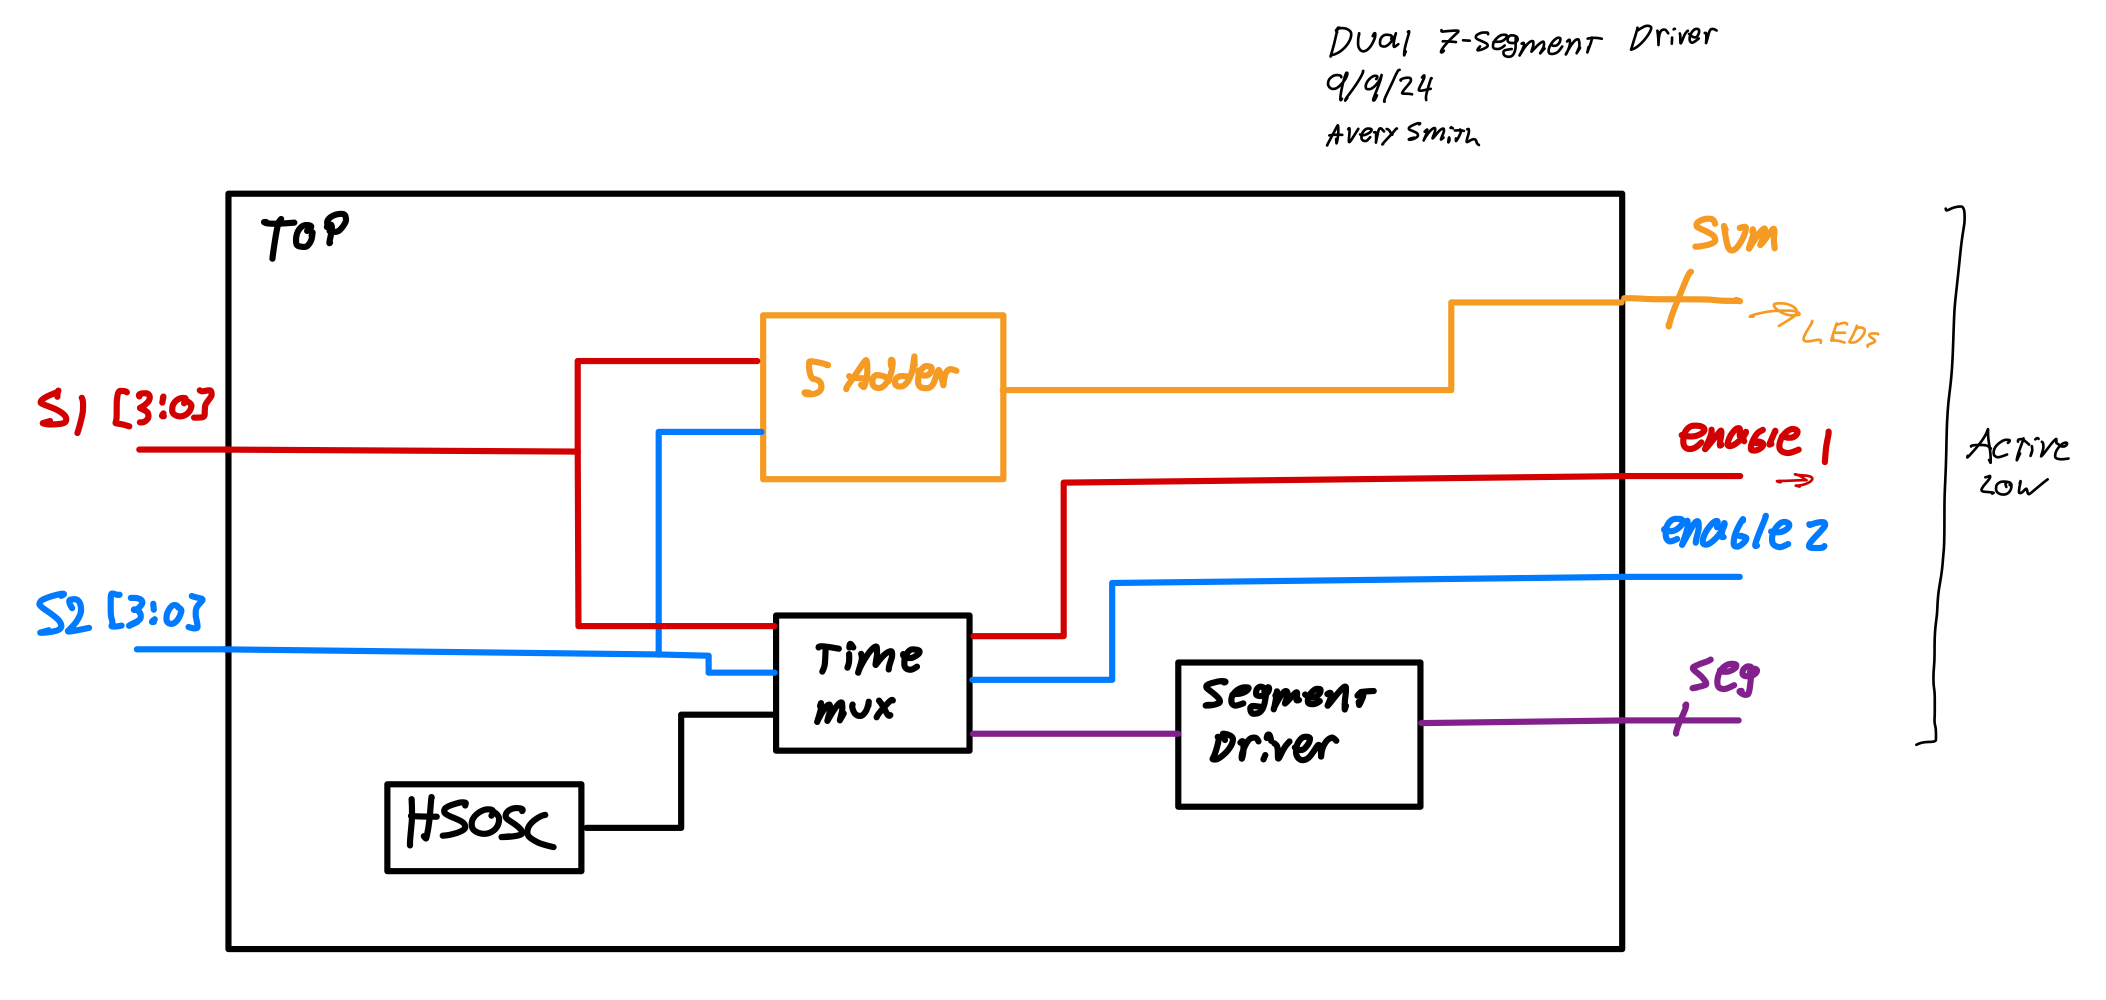 Dual 7-Segment Driver
9/9/24
Avery Smith
TOP
Sum
LEDs
5 Adder
S1 [3:0]
enable 1
Active
Low
enable 2
S2 [3:0]
Time
mux
Segment
Driver
Seg
HSOSC